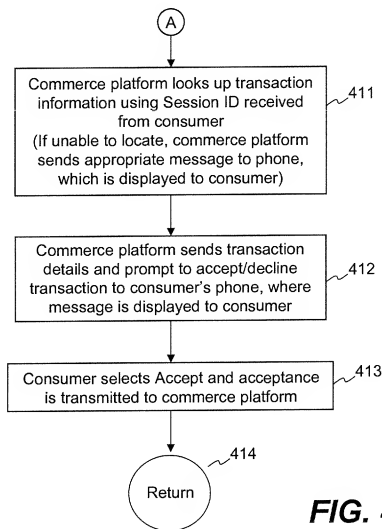 A
Commerce platform looks up transaction
information using Session ID received
from consumer
(If unable to locate, commerce platform
sends appropriate message to phone,
which is displayed to consumer)
411
Commerce platform sends transaction
details and prompt to accept/decline
transaction to consumer's phone, where
message is displayed to consumer
412
Consumer selects Accept and acceptance
is transmitted to commerce platform
413
414
Return
FIG.